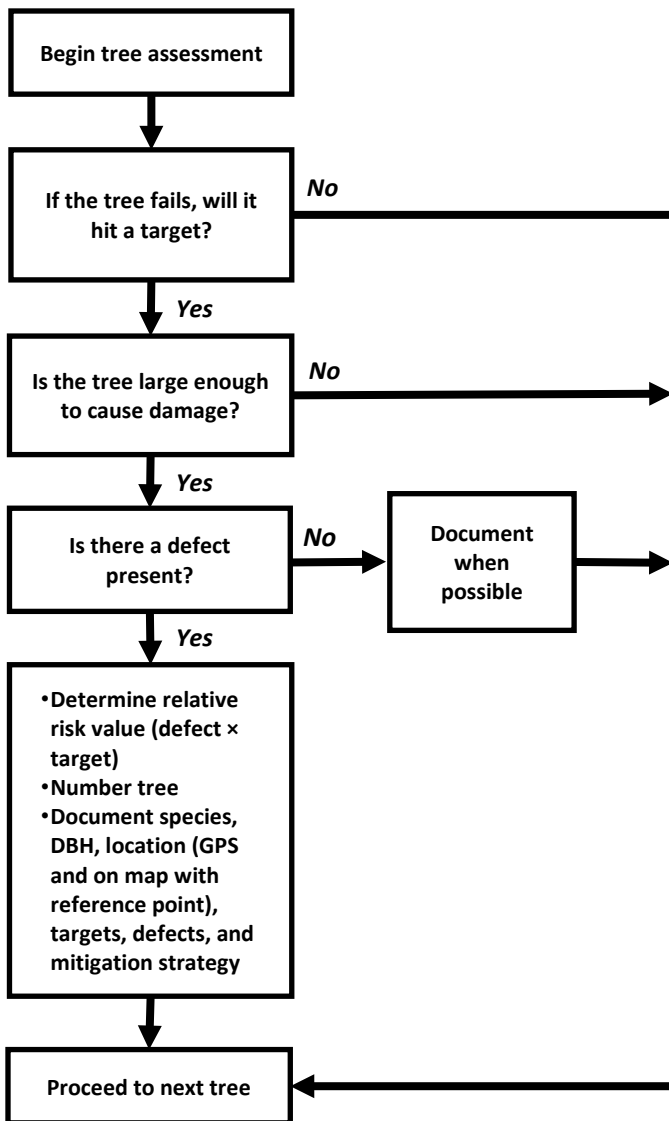 Begin tree assessment
If the tree fails, will it
hit a target?
No
Yes
Is the tree large enough
to cause damage?
No
Yes
Is there a defect
present?
No
Document
when
possible
Yes
•Determine relative
risk value (defect ×
target)
•Number tree
•Document species,
DBH, location (GPS
and on map with
reference point),
targets, defects, and
mitigation strategy
Proceed to next tree